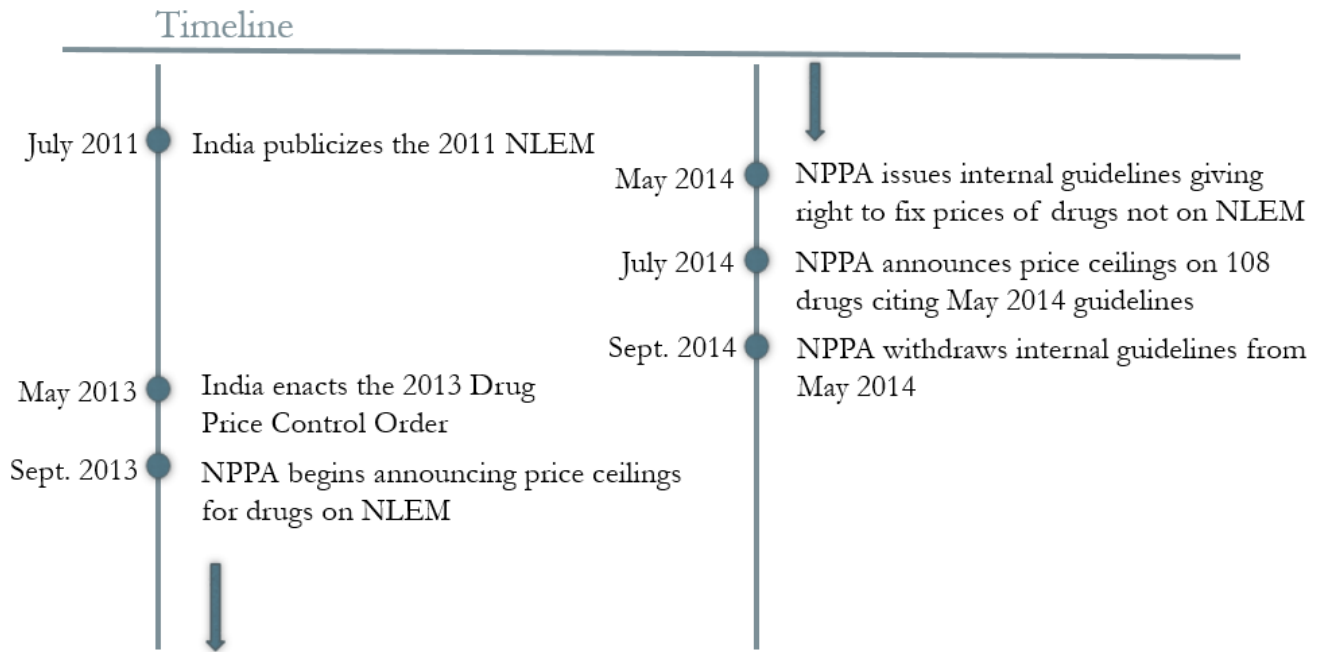 Timeline
July 2011
India publicizes the 2011 NLEM
May 2013
India enacts the 2013 Drug
Price Control Order
Sept. 2013
NPPA begins announcing price ceilings
for drugs on NLEM
May 2014
NPPA issues internal guidelines giving
right to fix prices of drugs not on NLEM
July 2014
NPPA announces price ceilings on 108
drugs citing May 2014 guidelines
Sept. 2014
NPPA withdraws internal guidelines from
May 2014